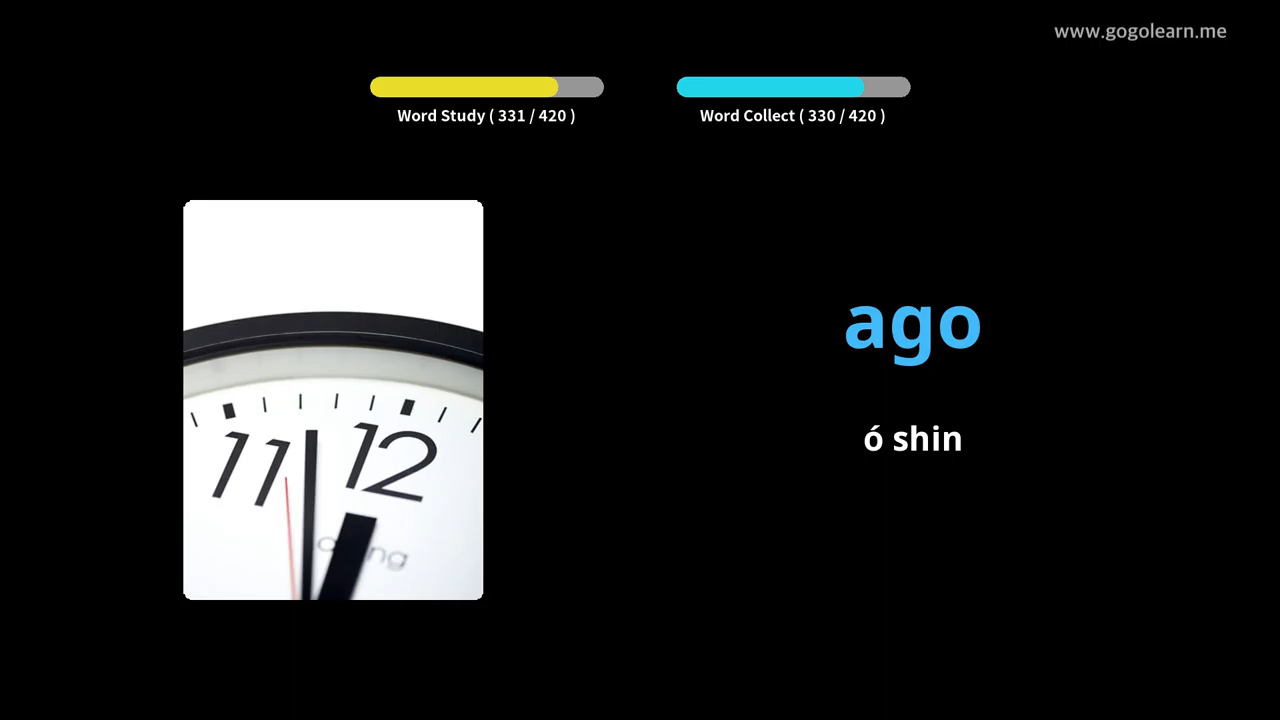 www.gogolearn.me
Word Study ( 331 / 420 )
Word Collect ( 330 / 420 )
11 12
ago
ó shin